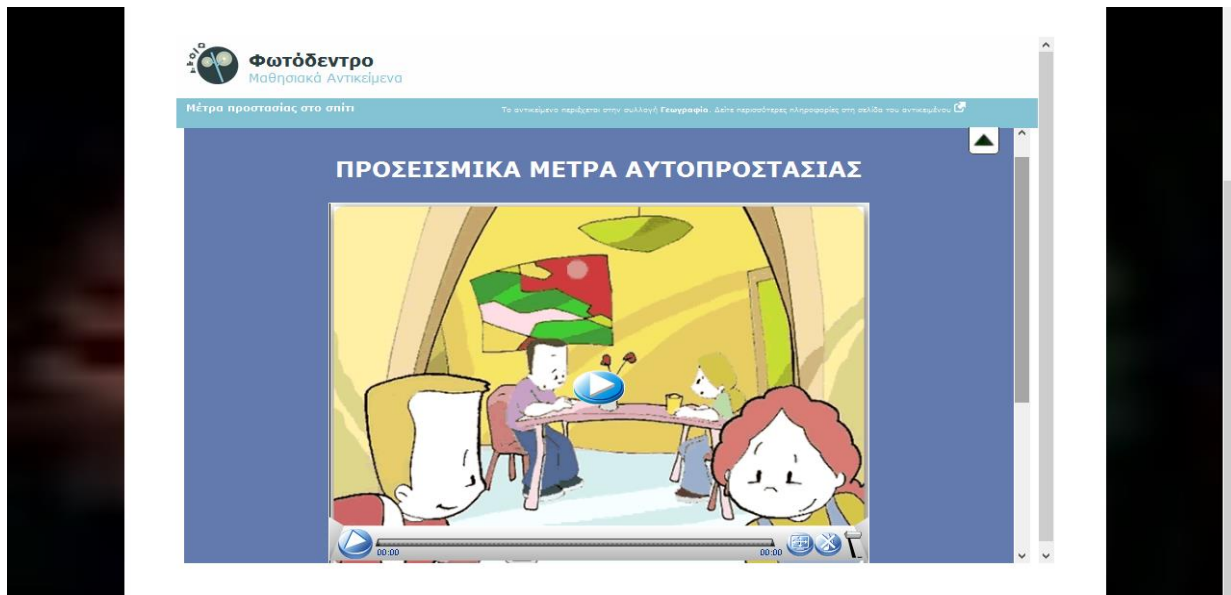 Φωτόδεντρο
Μαθησιακά Αντικείμενα
Μέτρα προστασίας στο σπίτι
Το αντικείμενο περιέχεται στην συλλογή Γεωγραφία. Δείτε περισσότερες πληροφορίες στη σελίδα του αντικειμένου
ΠΡΟΣΕΙΣΜΙΚΑ ΜΕΤΡΑ ΑΥΤΟΠΡΟΣΤΑΣΙΑΣ
00:00 00:00